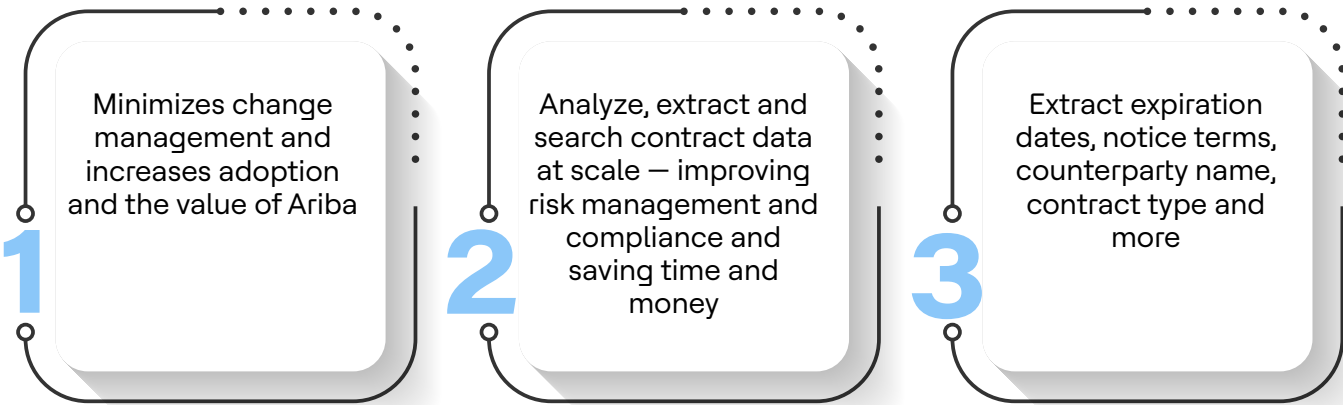 Minimizes change
management and
increases adoption
and the value of Ariba
1
Analyze, extract and
search contract data
at scale — improving
risk management and
compliance and
saving time and
money
2
Extract expiration
dates, notice terms,
counterparty name,
contract type and
more
3